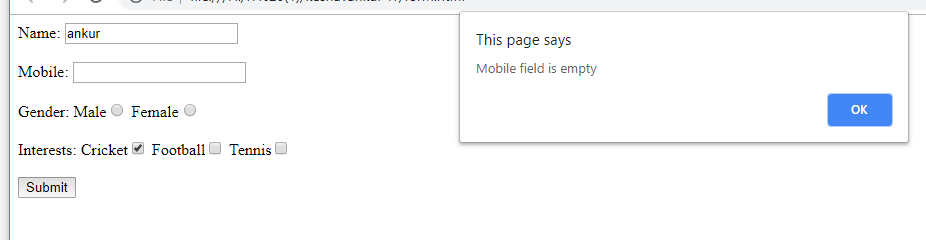 Name: ankur
This page says
Mobile field is empty
OK
Mobile:
Gender: Male Female
Interests: Cricket Football Tennis
Submit